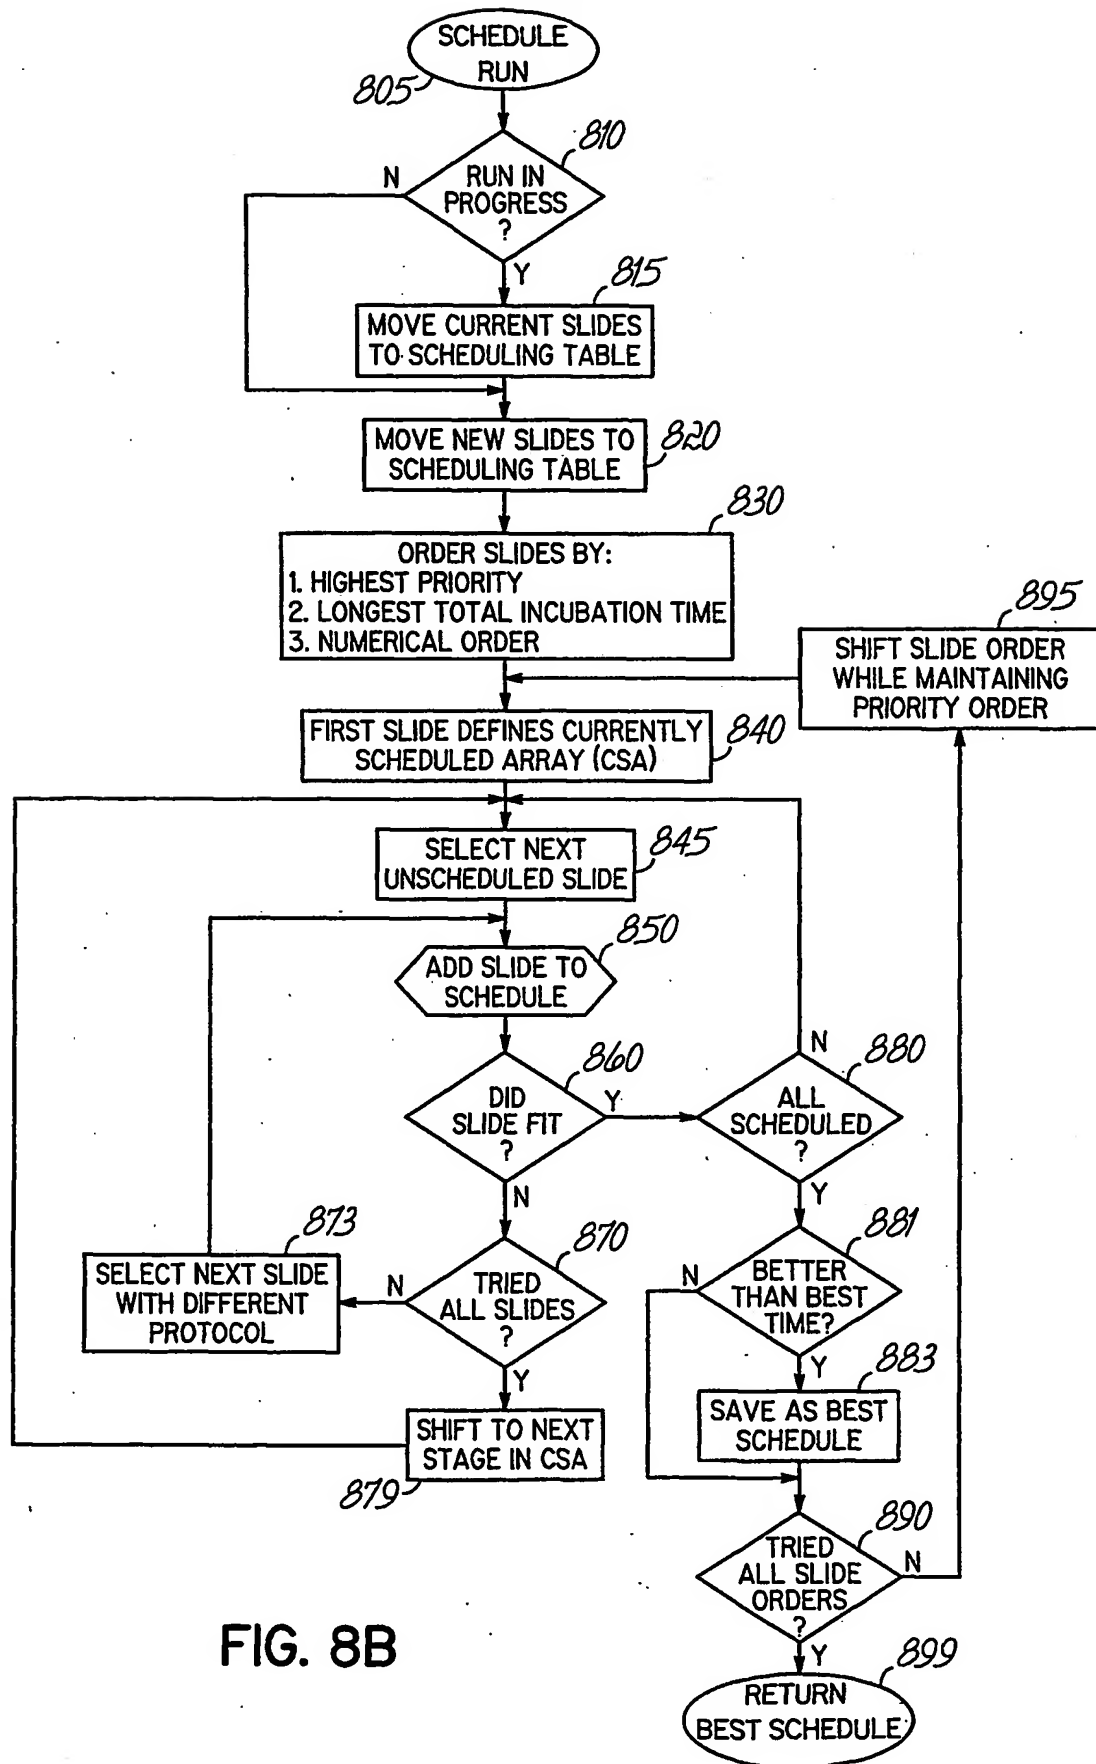 SCHEDULE
RUN
805
810
N
RUN IN
PROGRESS
?
Y
815
MOVE CURRENT SLIDES
TO SCHEDULING TABLE
MOVE NEW SLIDES TO
SCHEDULING TABLE
820
830
ORDER SLIDES BY:
1. HIGHEST PRIORITY
2. LONGEST TOTAL INCUBATION TIME
3. NUMERICAL ORDER
895
SHIFT SLIDE ORDER
WHILE MAINTAINING
PRIORITY ORDER
FIRST SLIDE DEFINES CURRENTLY
SCHEDULED ARRAY (CSA)
840
SELECT NEXT
UNSCHEDULED SLIDE
845
850
ADD SLIDE TO
SCHEDULE
860
DID
SLIDE FIT
?
Y
N
N
880
ALL
SCHEDULED
?
Y
873
SELECT NEXT SLIDE
WITH DIFFERENT
PROTOCOL
N
870
TRIED
ALL SLIDES
?
Y
881
N
BETTER
THAN BEST
TIME?
Y
SHIFT TO NEXT
STAGE IN CSA
879
883
SAVE AS BEST
SCHEDULE
890
TRIED
ALL SLIDE
ORDERS
?
N
Y
899
RETURN
BEST SCHEDULE
FIG. 8B